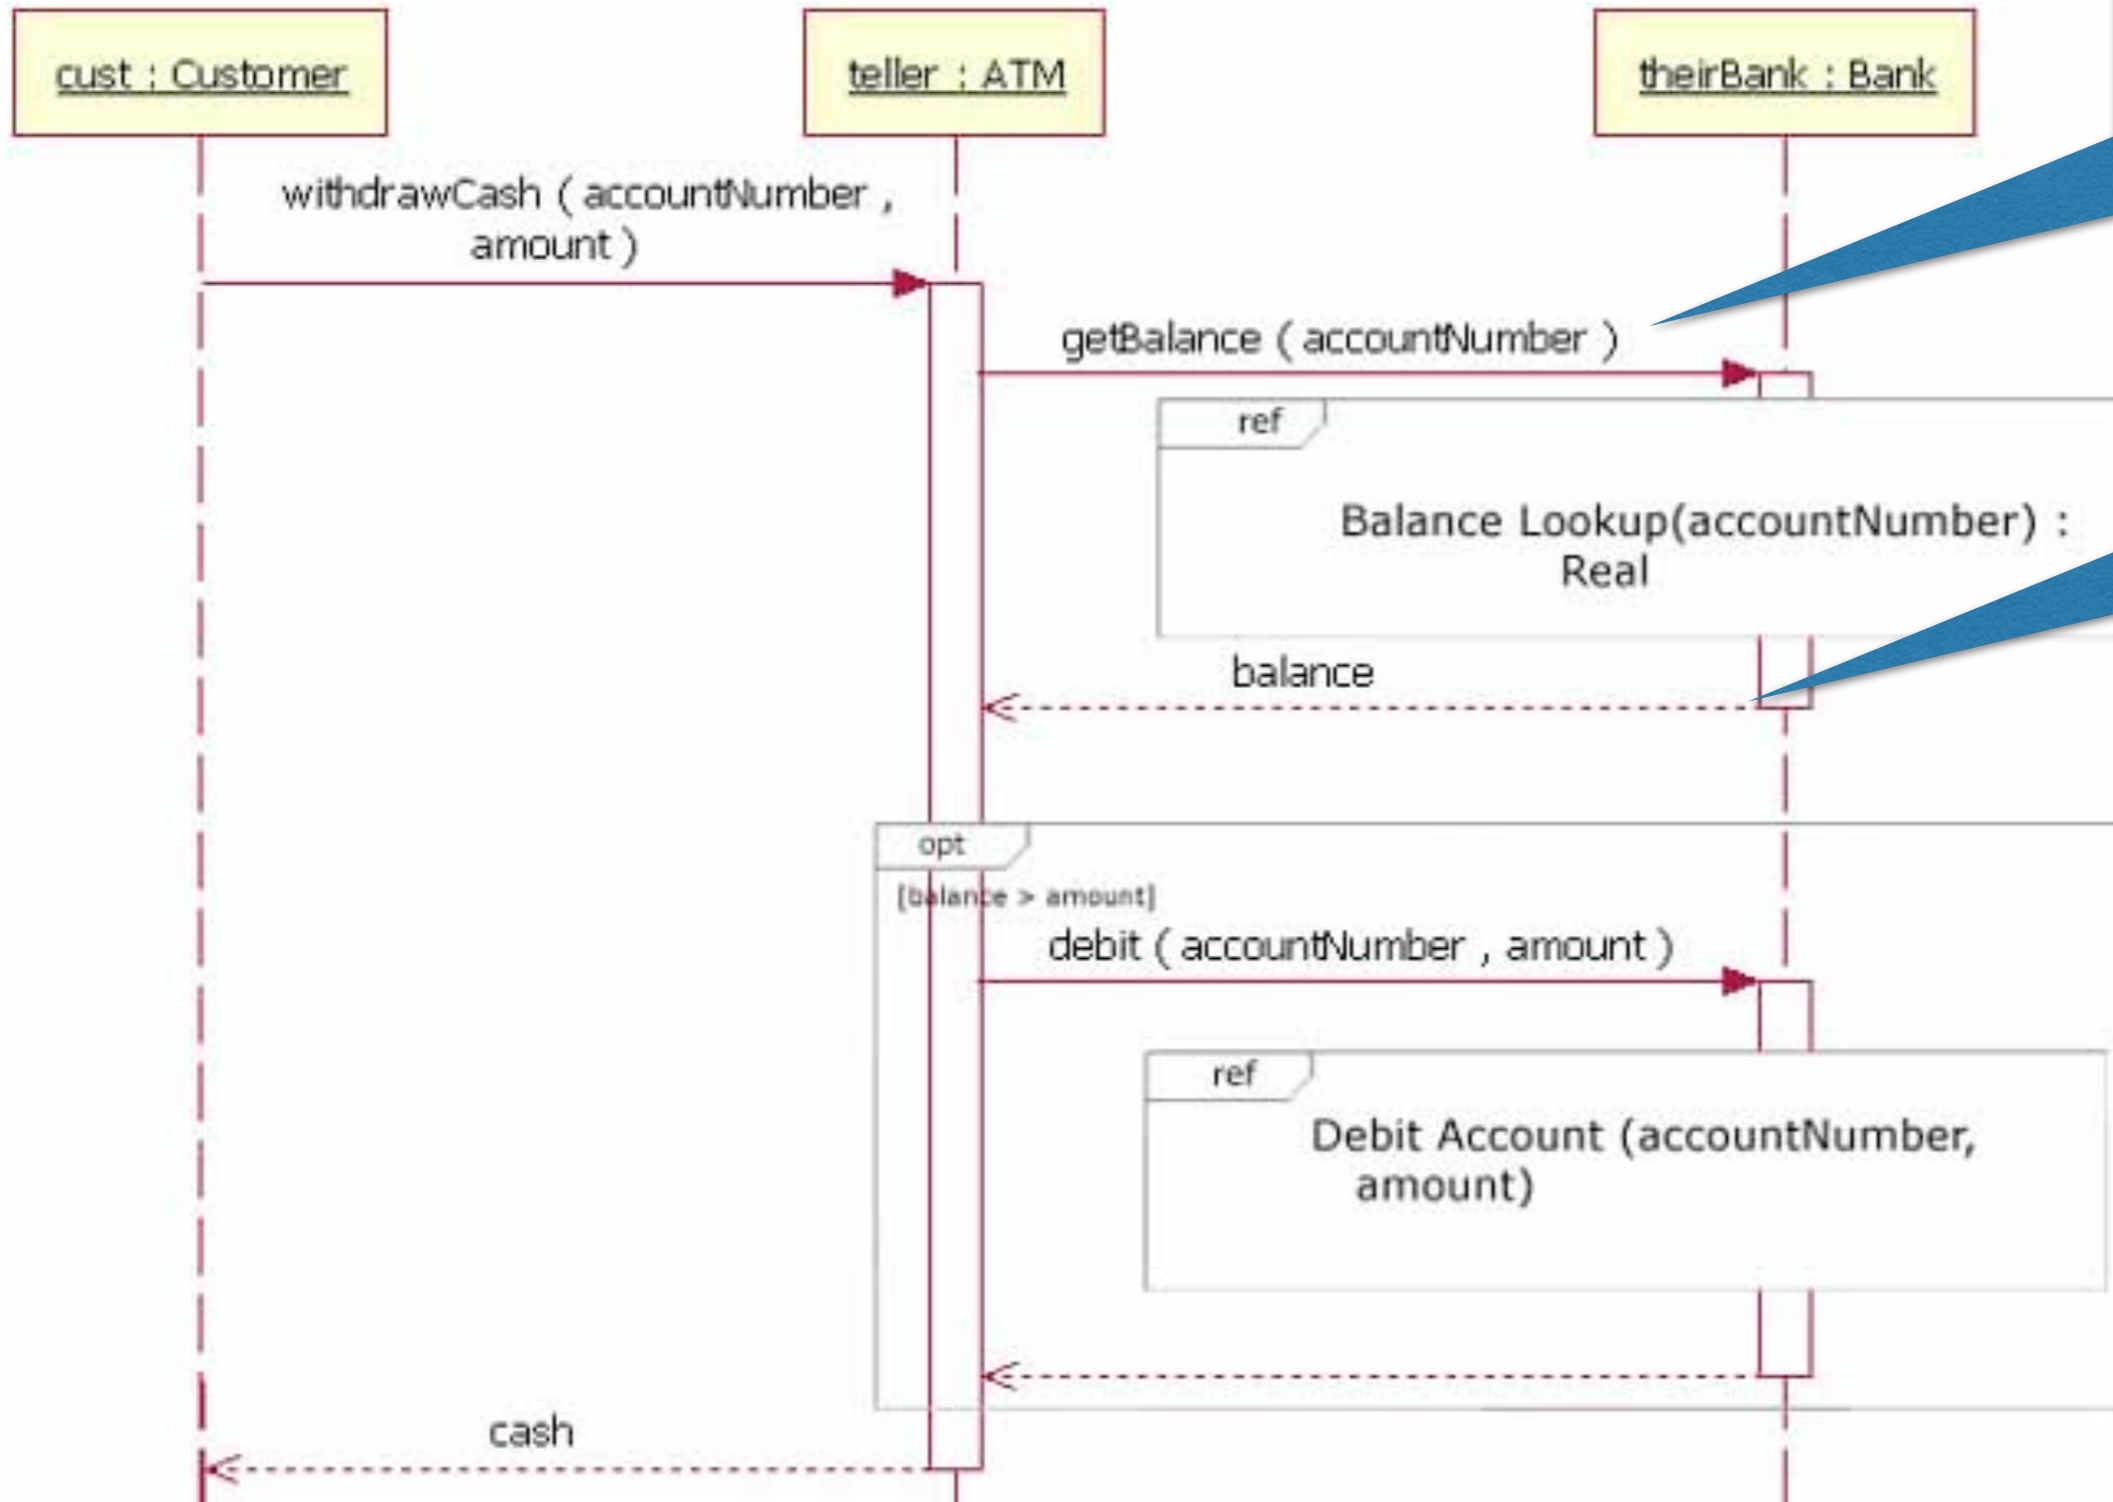 cust : Customer
teller : ATM
theirBank : Bank
withdrawCash ( accountNumber ,
amount )
getBalance ( accountNumber )
ref
Balance Lookup(accountNumber) :
Real
balance
opt
[balance > amount]
debit ( accountNumber , amount )
ref
Debit Account (accountNumber,
amount)
cash